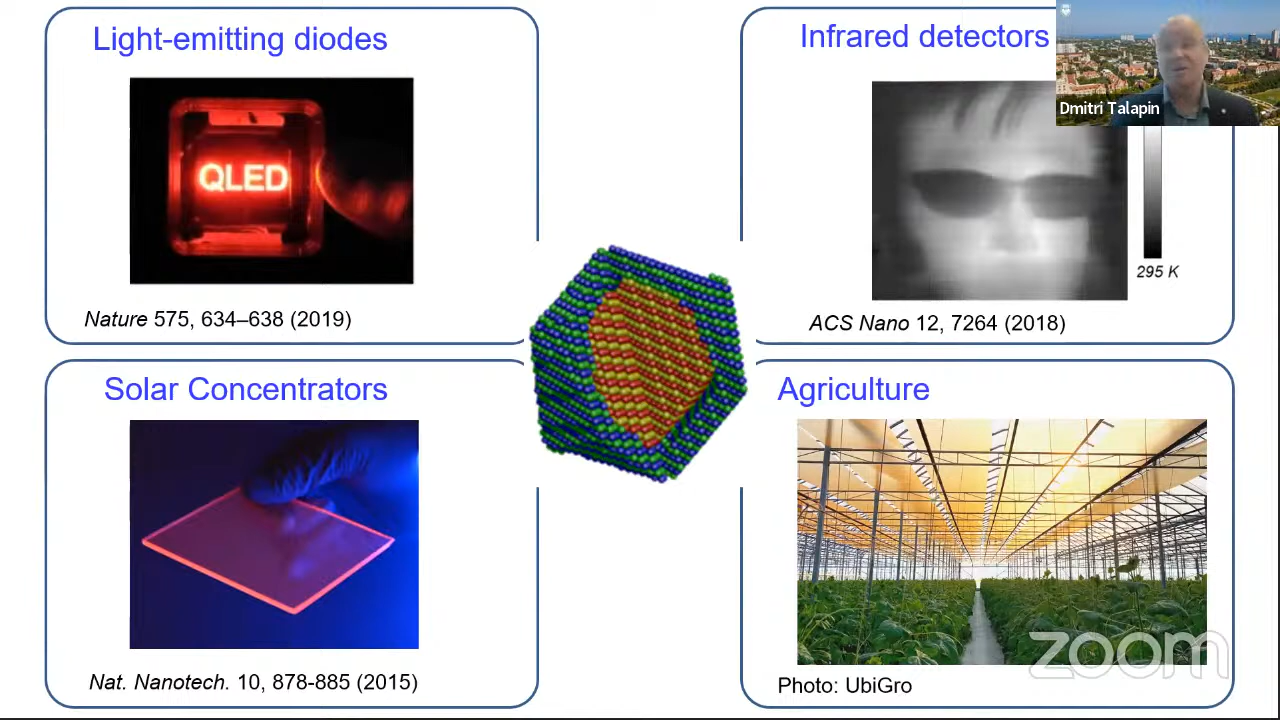 Light-emitting diodes
QLED
Nature 575, 634–638 (2019)
Infrared detectors
Dmitri Talapin
295 K
ACS Nano 12, 7264 (2018)
Solar Concentrators
Nat. Nanotech. 10, 878-885 (2015)
Agriculture
Photo: UbiGro
zoom